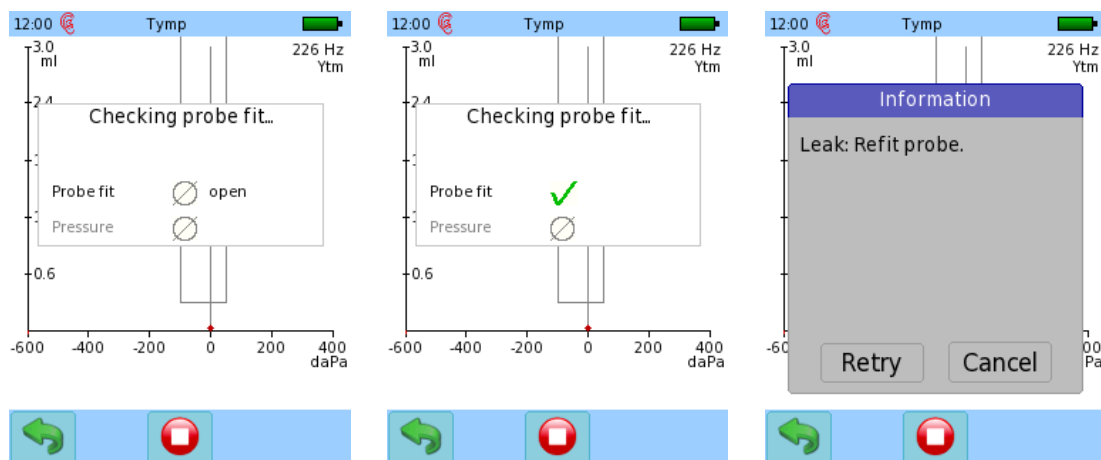 12:00 Tymp
3.0
ml
226 Hz
Ytm
2.4
Checking probe fit...
Probe fit open
Pressure
0.6
-600 -400 -200 0 200 400
daPa
12:00 Tymp
3.0
ml
226 Hz
Ytm
2.4
Checking probe fit...
Probe fit
Pressure
0.6
-600 -400 -200 0 200 400
daPa
12:00 Tymp
3.0
ml
226 Hz
Ytm
Information
Leak: Refit probe.
Retry Cancel